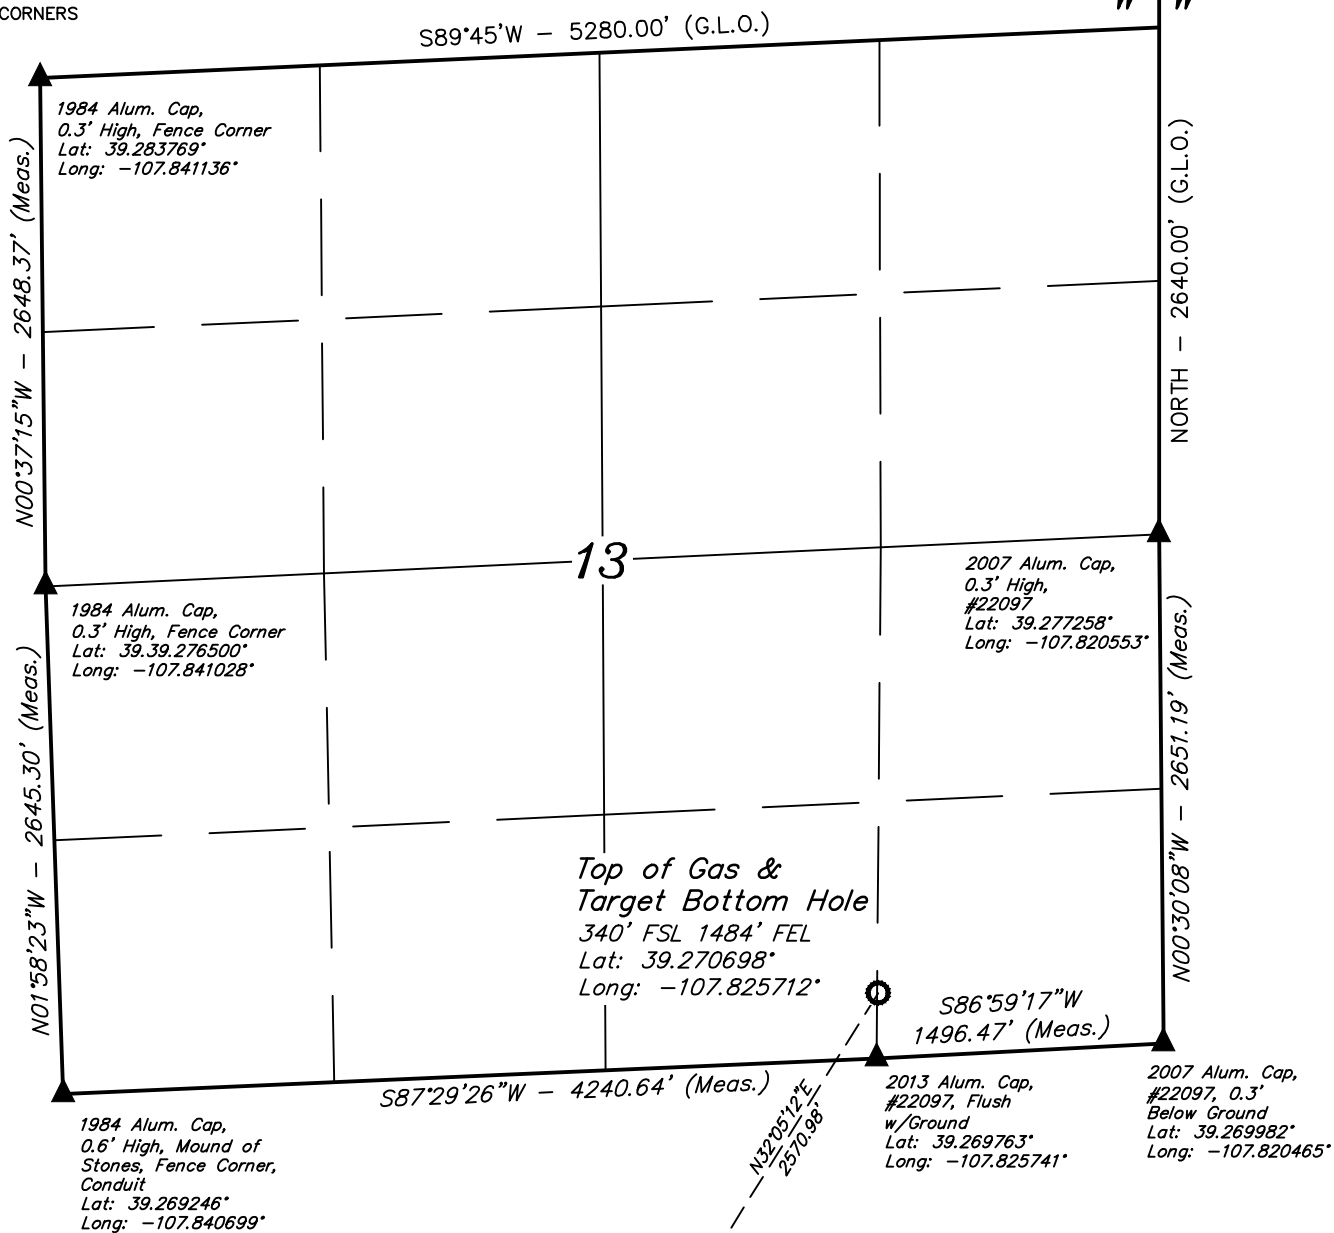 CORNERS
S89°45'W – 5280.00' (G.L.O.)
1984 Alum. Cap,
0.3' High, Fence Corner
Lat: 39.283769°
Long: –107.841136°
N00°37'15"W – 2648.37' (Meas.)
NORTH – 2640.00' (G.L.O.)
13
2007 Alum. Cap,
0.3' High,
#22097
Lat: 39.277258°
Long: –107.820553°
1984 Alum. Cap,
0.3' High, Fence Corner
Lat: 39.39.276500°
Long: –107.841028°
N01°58'23"W – 2645.30' (Meas.)
N00°30'08"W – 2651.19' (Meas.)
Top of Gas &
Target Bottom Hole
340' FSL 1484' FEL
Lat: 39.270698°
Long: –107.825712°
S86°59'17"W
1496.47' (Meas.)
S87°29'26"W – 4240.64' (Meas.)
N32°05'12"E
2570.98'
2013 Alum. Cap,
#22097, Flush
w/Ground
Lat: 39.269763°
Long: –107.825741°
2007 Alum. Cap,
#22097, 0.3'
Below Ground
Lat: 39.269982°
Long: –107.820465°
1984 Alum. Cap,
0.6' High, Mound of
Stones, Fence Corner,
Conduit
Lat: 39.269246°
Long: –107.840699°